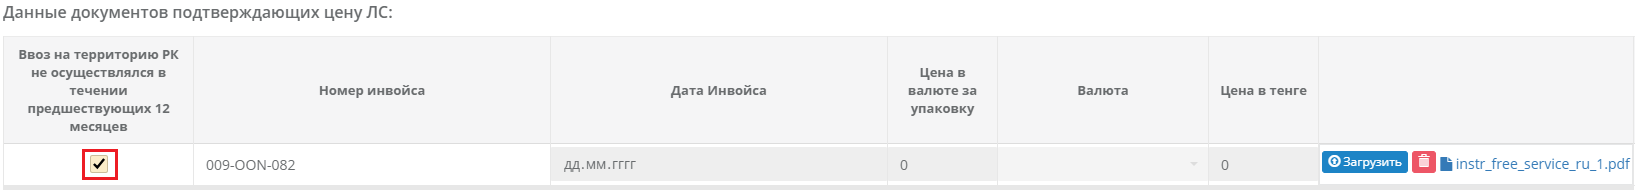 Данные документов подтверждающих цену ЛС:
Ввоз на территорию РК
не осуществлялся в
течении
предшествующих 12
месяцев
Номер инвойса
Дата Инвойса
Цена в
валюте за
упаковку
Валюта
Цена в тенге
009-OON-082
дд.мм.гггг
0
0
Загрузить
instr_free_service_ru_1.pdf